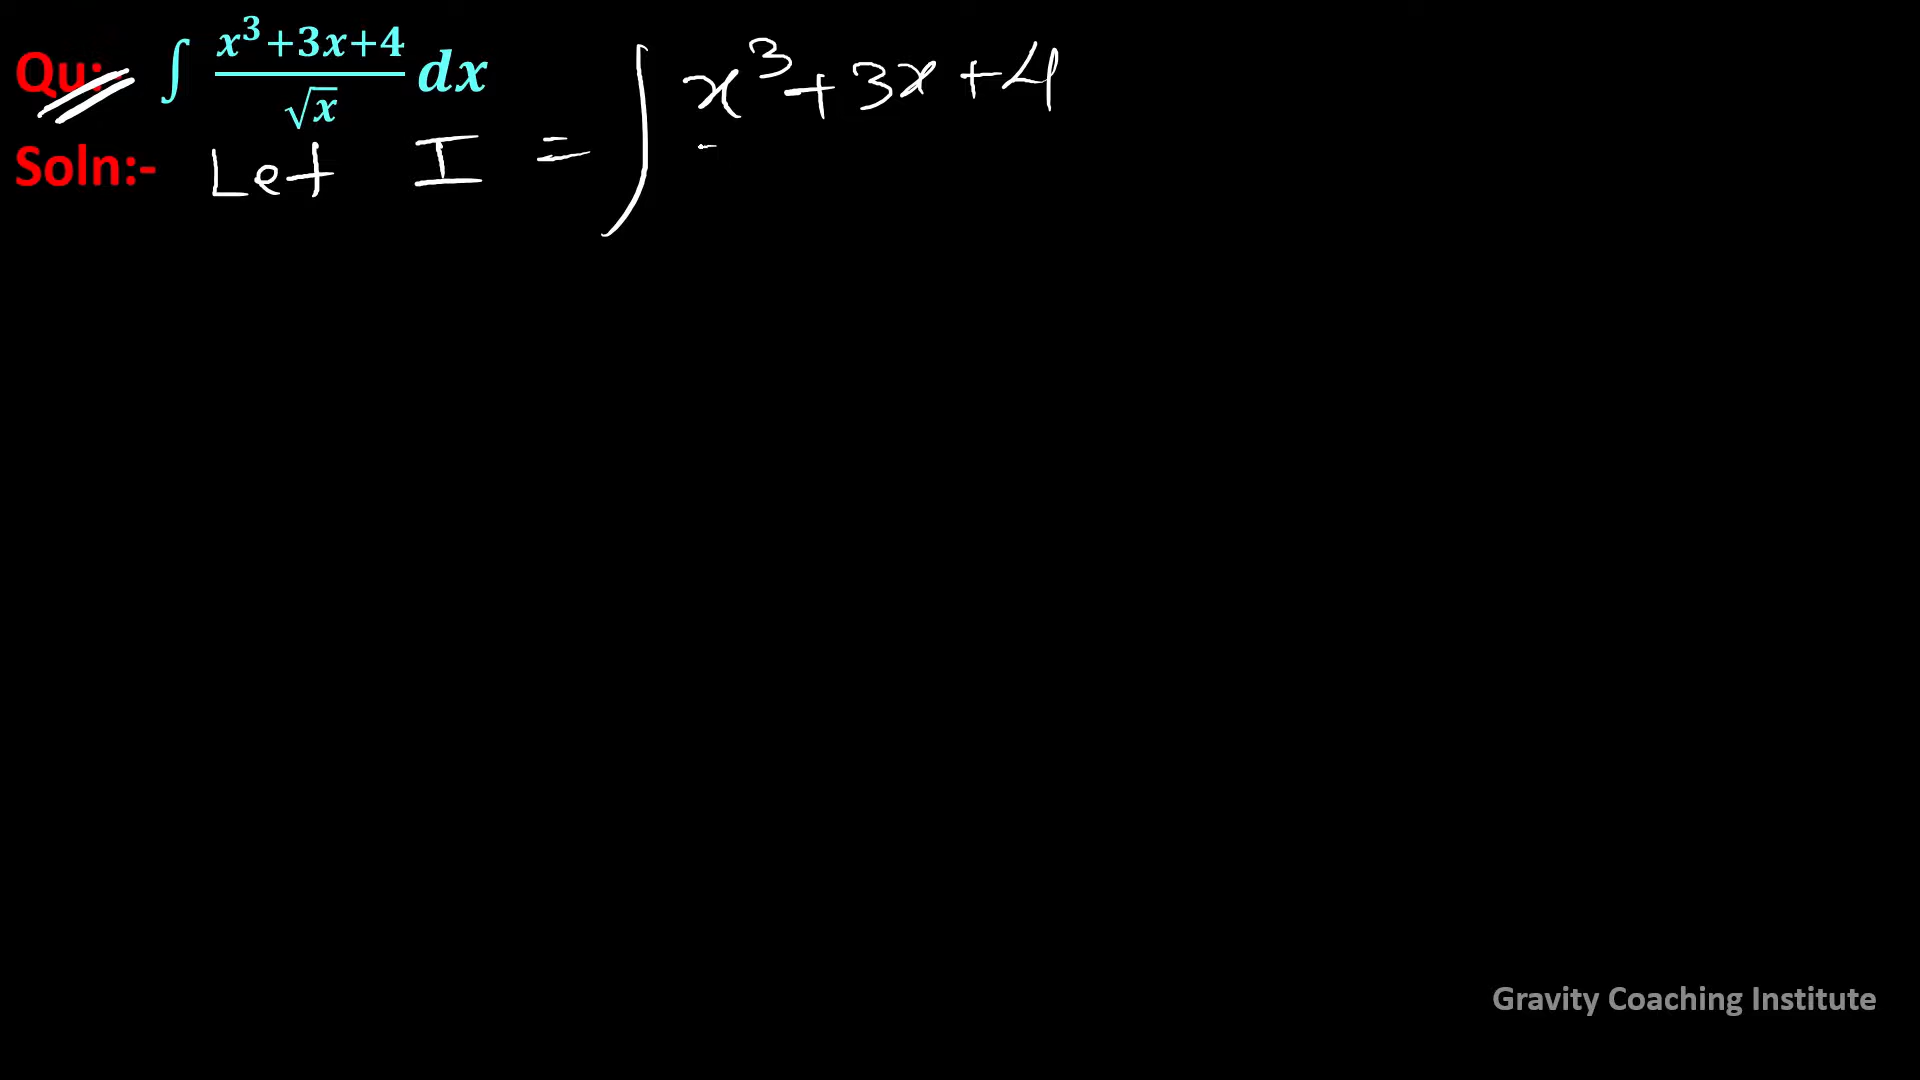 Qu:- ∫ (x³+3x+4)/√x dx
Soln:- Let I = ∫ x³+3x+4
Gravity Coaching Institute